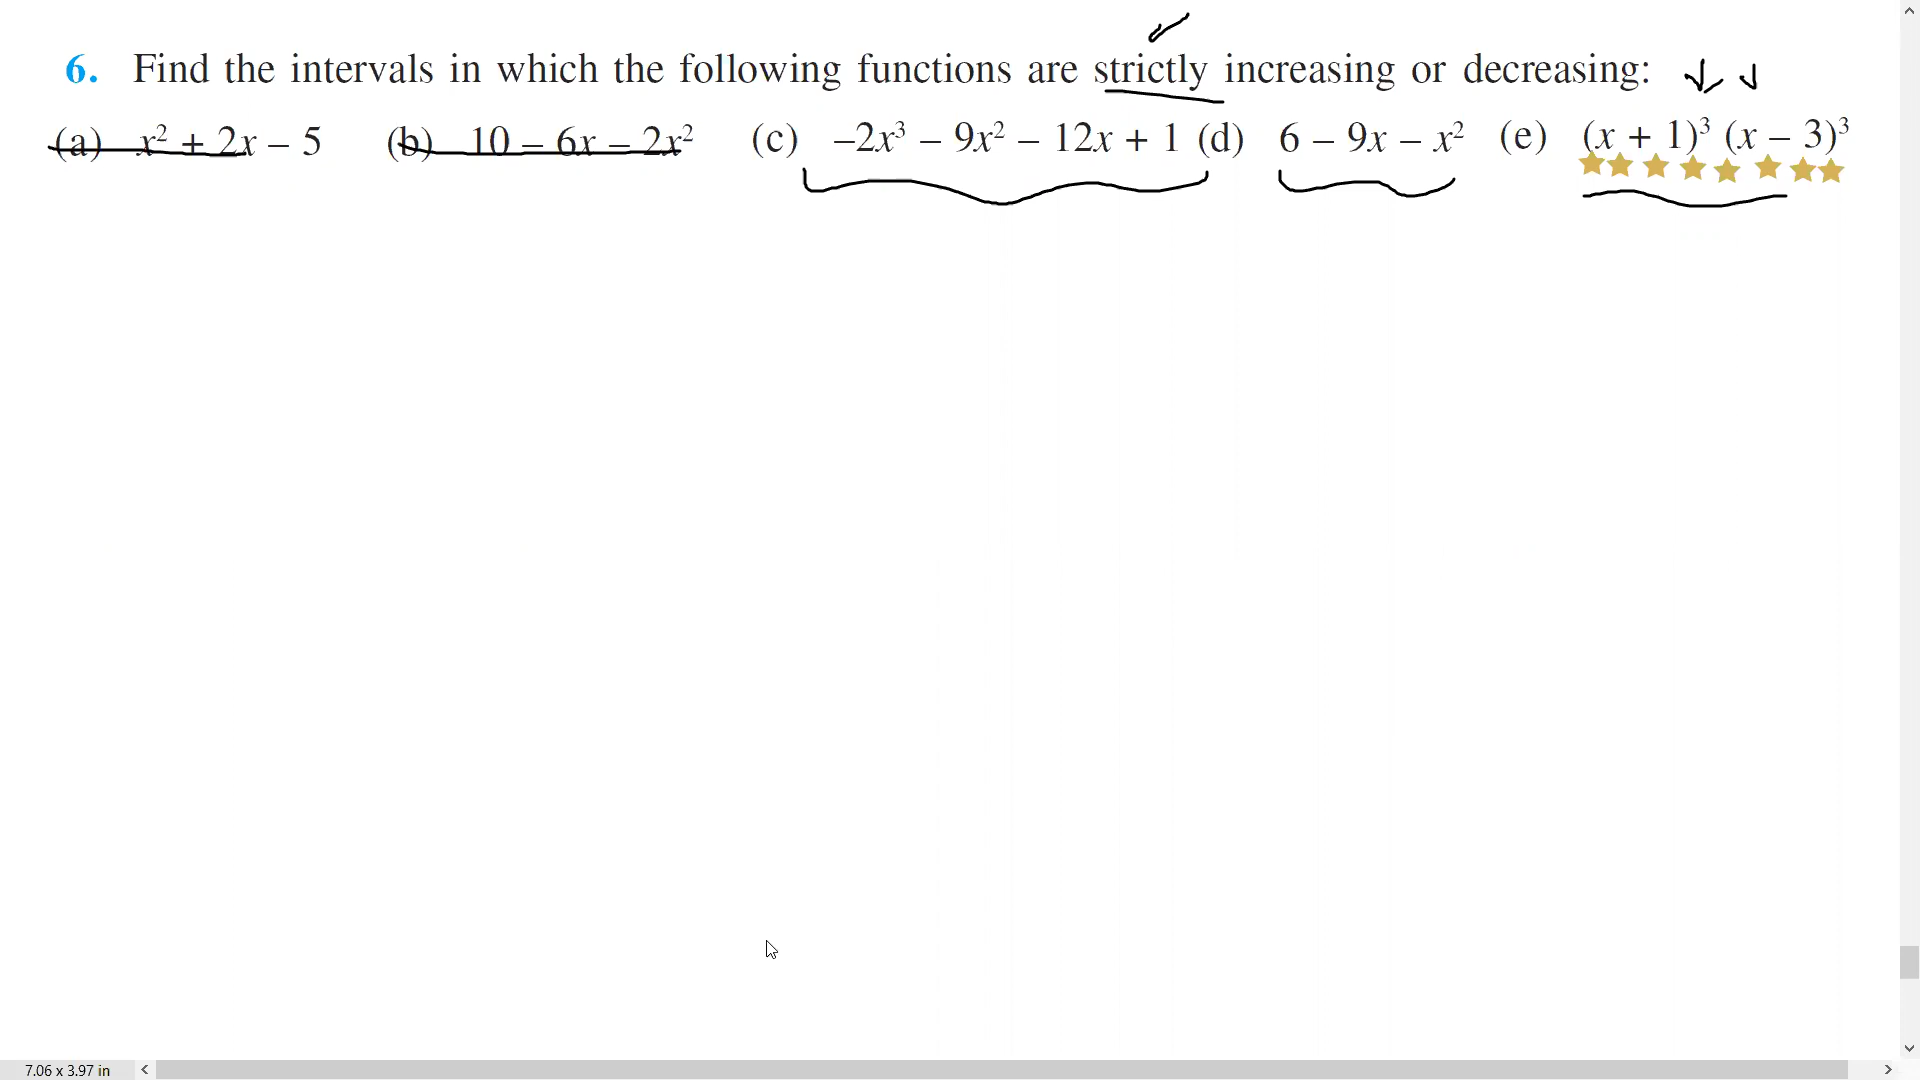 6. Find the intervals in which the following functions are strictly increasing or decreasing:
(a) x² + 2x – 5 (b) 10 – 6x – 2x² (c) –2x³ – 9x² – 12x + 1 (d) 6 – 9x – x² (e) (x + 1)³ (x – 3)³
7.06 x 3.97 in